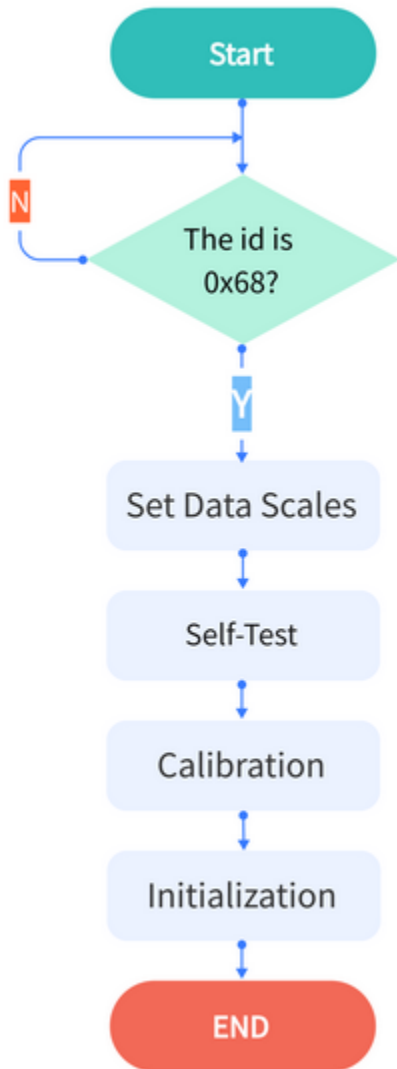 Start
N
The id is
0x68?
Y
Set Data Scales
Self-Test
Calibration
Initialization
END